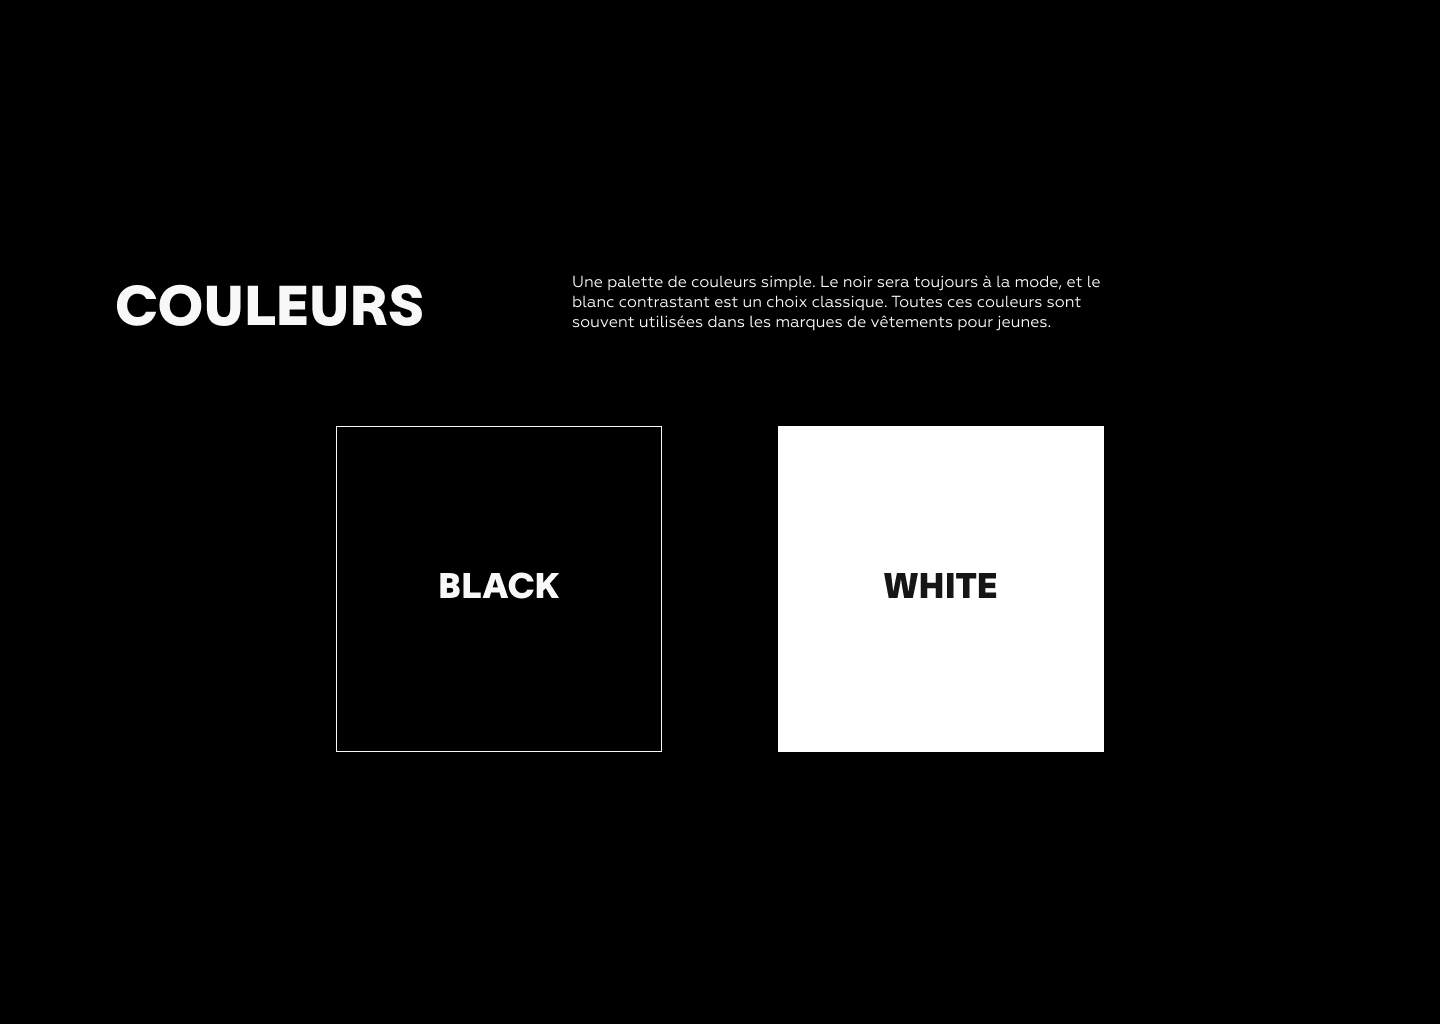 COULEURS
Une palette de couleurs simple. Le noir sera toujours à la mode, et le
blanc contrastant est un choix classique. Toutes ces couleurs sont
souvent utilisées dans les marques de vêtements pour jeunes.
BLACK
WHITE